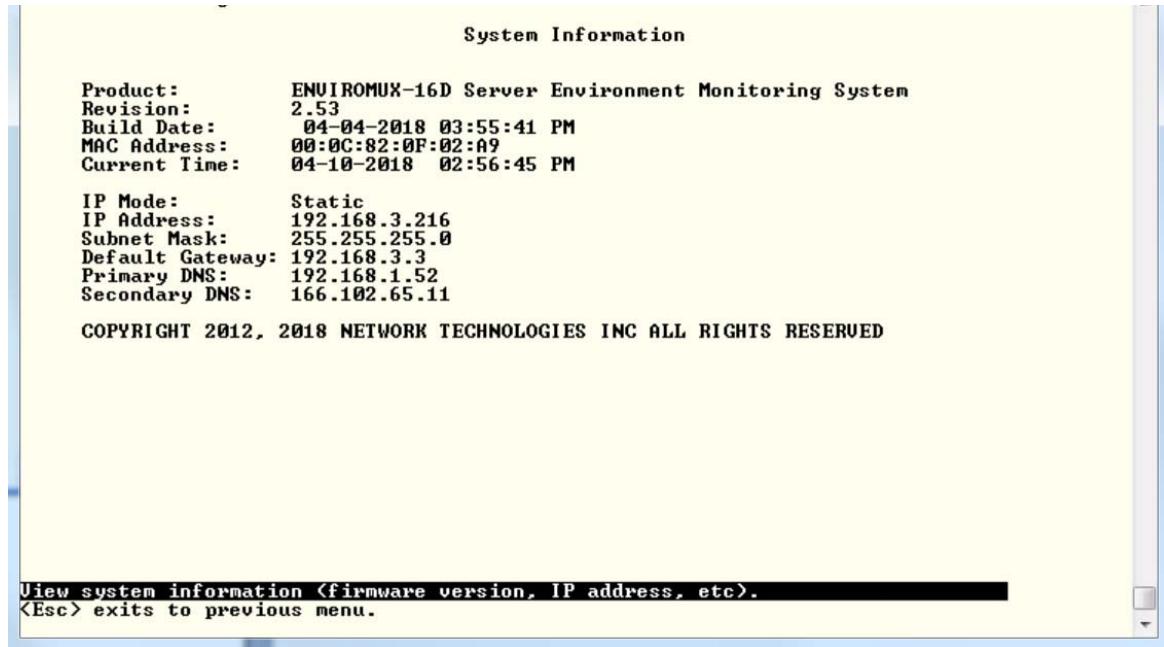 System Information
Product: ENVIROMUX-16D Server Environment Monitoring System
Revision: 2.53
Build Date: 04-04-2018 03:55:41 PM
MAC Address: 00:0C:82:0F:02:A9
Current Time: 04-10-2018 02:56:45 PM
IP Mode: Static
IP Address: 192.168.3.216
Subnet Mask: 255.255.255.0
Default Gateway: 192.168.3.3
Primary DNS: 192.168.1.52
Secondary DNS: 166.102.65.11
COPYRIGHT 2012, 2018 NETWORK TECHNOLOGIES INC ALL RIGHTS RESERVED
View system information (firmware version, IP address, etc).
<Esc> exits to previous menu.